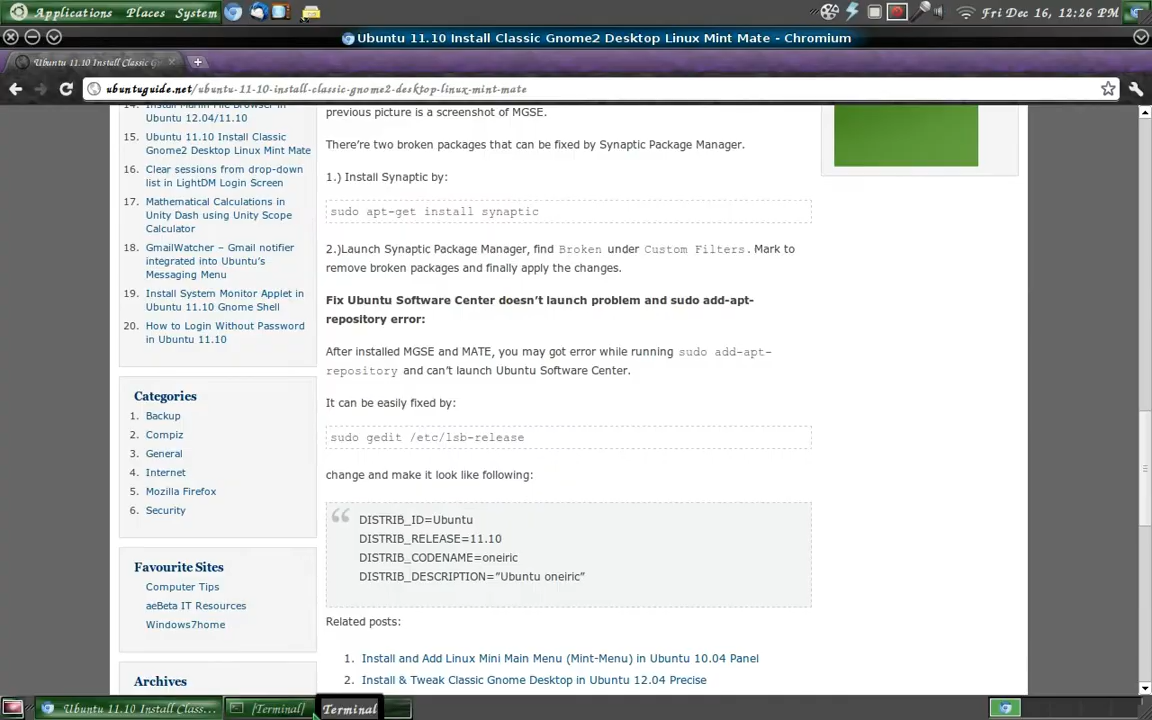 Applications Places System
Fri Dec 16, 12:26 PM
Ubuntu 11.10 Install Classic Gnome2 Desktop Linux Mint Mate - Chromium
Ubuntu 11.10 Install Classic G
ubuntuguide.net/ubuntu-11-10-install-classic-gnome2-desktop-linux-mint-mate
14. Install Marlin File Browser in
Ubuntu 12.04/11.10
15. Ubuntu 11.10 Install Classic
Gnome2 Desktop Linux Mint Mate
16. Clear sessions from drop-down
list in LightDM Login Screen
17. Mathematical Calculations in
Unity Dash using Unity Scope
Calculator
18. GmailWatcher – Gmail notifier
integrated into Ubuntu’s
Messaging Menu
19. Install System Monitor Applet in
Ubuntu 11.10 Gnome Shell
20. How to Login Without Password
in Ubuntu 11.10
Categories
1. Backup
2. Compiz
3. General
4. Internet
5. Mozilla Firefox
6. Security
Favourite Sites
Computer Tips
aeBeta IT Resources
Windows7home
Archives
previous picture is a screenshot of MGSE.
There’re two broken packages that can be fixed by Synaptic Package Manager.
1.) Install Synaptic by:
sudo apt-get install synaptic
2.)Launch Synaptic Package Manager, find Broken under Custom Filters. Mark to
remove broken packages and finally apply the changes.
Fix Ubuntu Software Center doesn’t launch problem and sudo add-apt-
repository error:
After installed MGSE and MATE, you may got error while running sudo add-apt-
repository and can’t launch Ubuntu Software Center.
It can be easily fixed by:
sudo gedit /etc/lsb-release
change and make it look like following:
“ DISTRIB_ID=Ubuntu
DISTRIB_RELEASE=11.10
DISTRIB_CODENAME=oneiric
DISTRIB_DESCRIPTION=”Ubuntu oneiric”
Related posts:
1. Install and Add Linux Mini Main Menu (Mint-Menu) in Ubuntu 10.04 Panel
2. Install & Tweak Classic Gnome Desktop in Ubuntu 12.04 Precise
Ubuntu 11.10 Install Class...
[Terminal]
Terminal